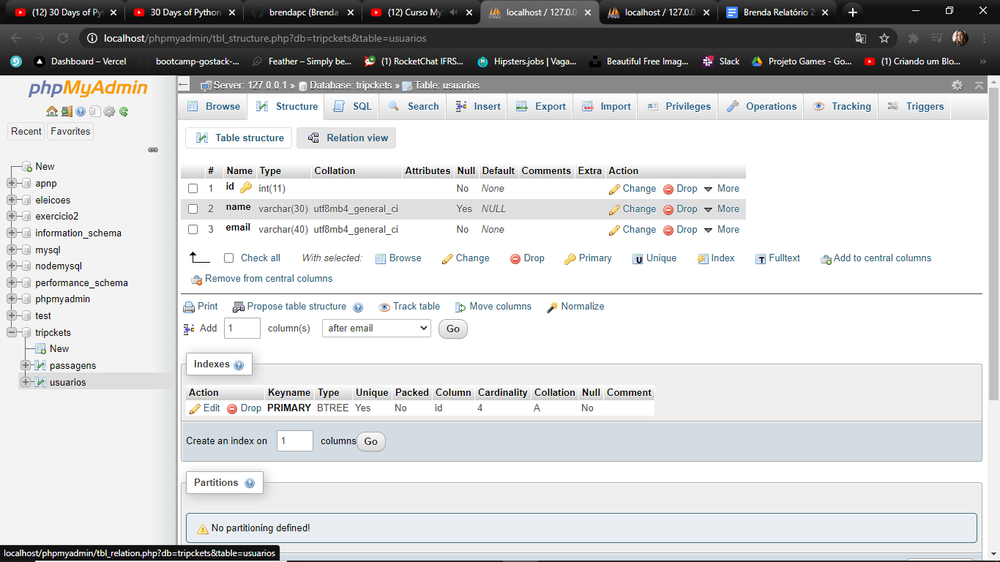 (12) 30 Days of Pyt
30 Days of Python
brendapc (Brenda
(12) Curso My
localhost / 127.0.0
localhost / 127.0.0
Brenda Relatório 2
localhost/phpmyadmin/tbl_structure.php?db=tripckets&table=usuarios
Dashboard – Vercel
bootcamp-gostack-...
Feather – Simply be...
(1) RocketChat IFRS...
Hipsters.jobs | Vaga...
Beautiful Free Imag...
Slack
Projeto Games - Go...
(1) Criando um Blo...
»
phpMyAdmin
Recent
Favorites
New
apnp
eleicoes
exercicio2
information_schema
mysql
nodemysql
performance_schema
phpmyadmin
test
tripckets
New
passagens
usuarios
Server: 127.0.0.1 » Database: tripckets » Table: usuarios
Browse Structure SQL Search Insert Export Import Privileges Operations Tracking Triggers
Table structure Relation view
# Name Type Collation Attributes Null Default Comments Extra Action
1 id int(11) No None Change Drop More
2 name varchar(30) utf8mb4_general_ci Yes NULL Change Drop More
3 email varchar(40) utf8mb4_general_ci No None Change Drop More
Check all With selected: Browse Change Drop Primary Unique Index Fulltext Add to central columns
Remove from central columns
Print Propose table structure Track table Move columns Normalize
Add 1 column(s) after email Go
Indexes
Action Keyname Type Unique Packed Column Cardinality Collation Null Comment
Edit Drop PRIMARY BTREE Yes No id 4 A No
Create an index on 1 columns Go
Partitions
No partitioning defined!
localhost/phpmyadmin/tbl_relation.php?db=tripckets&table=usuarios